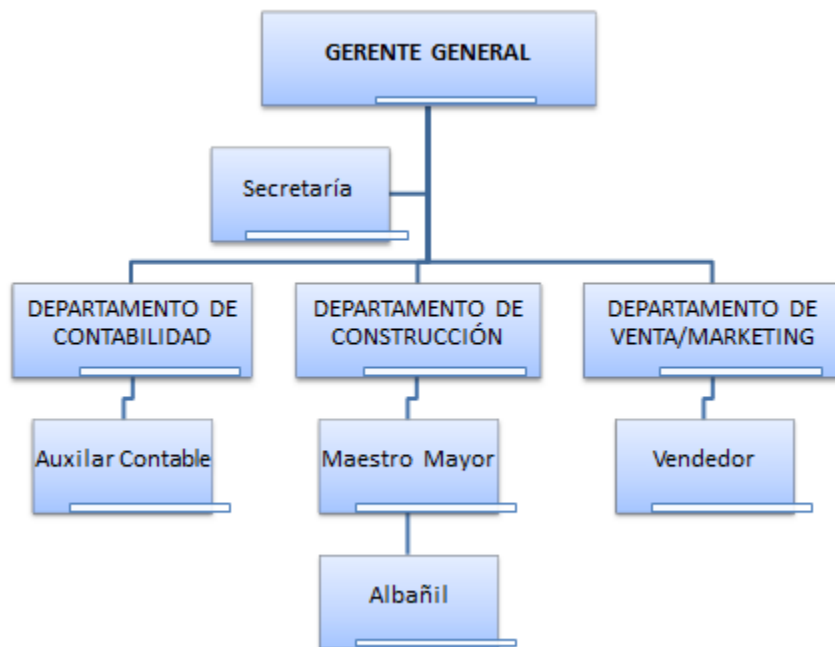 GERENTE GENERAL
Secretaría
DEPARTAMENTO DE
CONTABILIDAD
DEPARTAMENTO DE
CONSTRUCCIÓN
DEPARTAMENTO DE
VENTA/MARKETING
Auxilar Contable
Maestro Mayor
Vendedor
Albañil